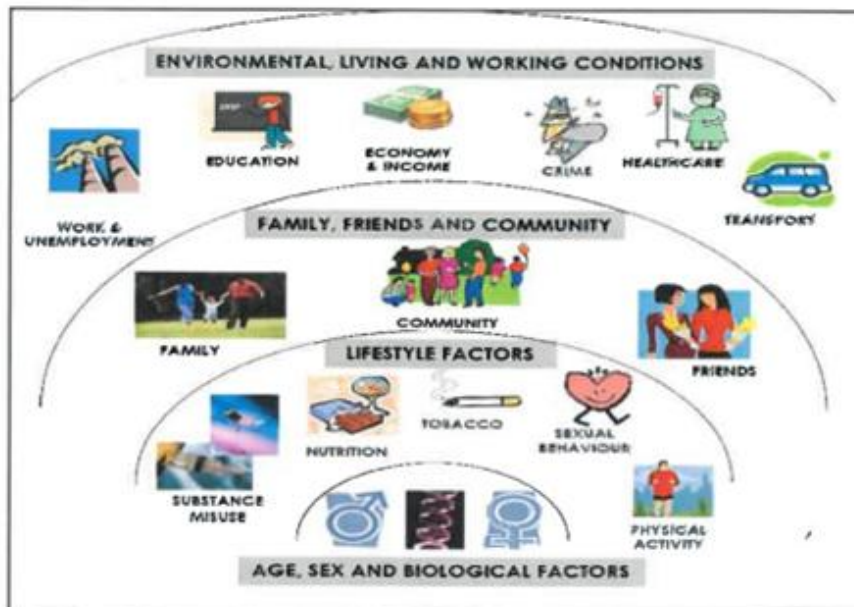 ENVIRONMENTAL, LIVING AND WORKING CONDITIONS
EDUCATION
ECONOMY
& INCOME
CRIME
HEALTHCARE
WORK &
UNEMPLOYMENT
TRANSPORT
FAMILY, FRIENDS AND COMMUNITY
FAMILY
COMMUNITY
FRIENDS
LIFESTYLE FACTORS
SUBSTANCE
MISUSE
NUTRITION
TOBACCO
SEXUAL
BEHAVIOUR
PHYSICAL
ACTIVITY
AGE, SEX AND BIOLOGICAL FACTORS